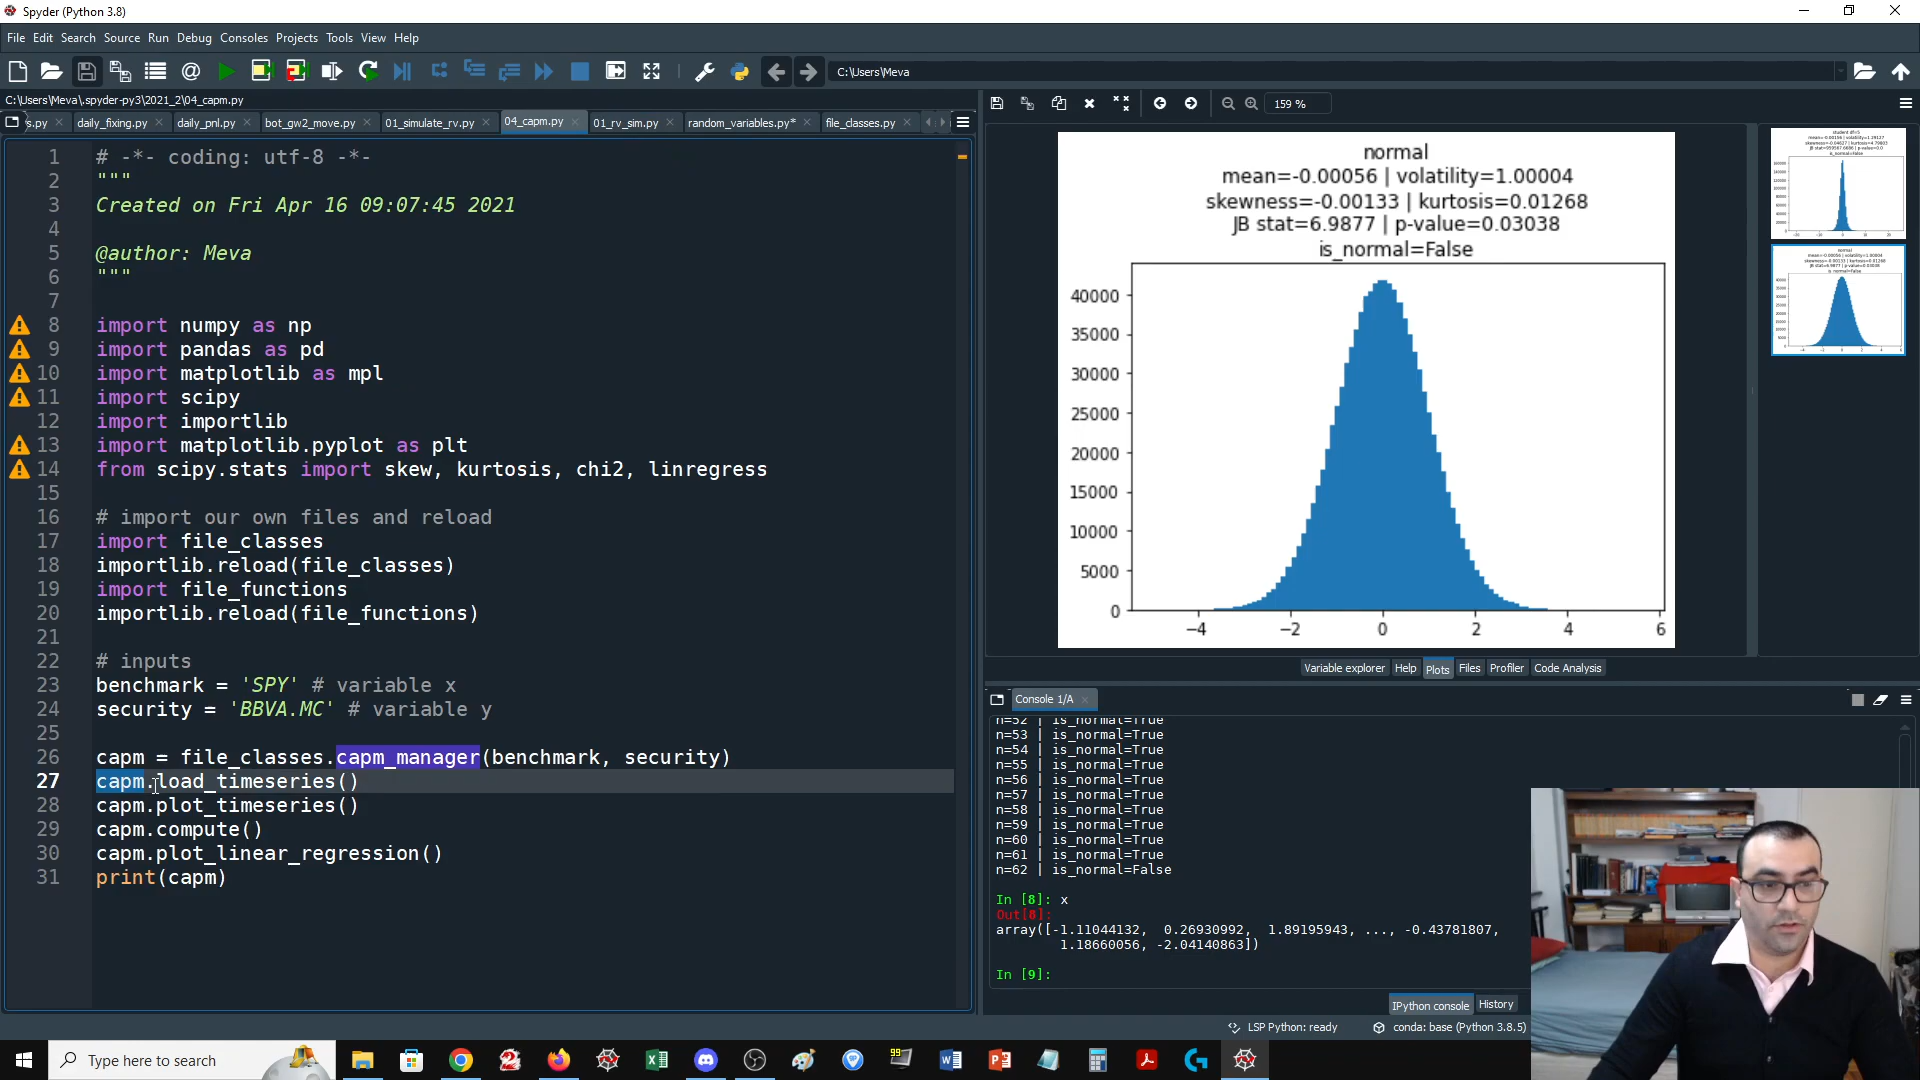 Spyder (Python 3.8)
File Edit Search Source Run Debug Consoles Projects Tools View Help
C:\Users\Meva
C:\Users\Meva\.spyder-py3\2021_2\04_capm.py
s.py daily_fixing.py daily_pnl.py bot_gw2_move.py 01_simulate_rv.py 04_capm.py 01_rv_sim.py random_variables.py* file_classes.py
1 # -*- coding: utf-8 -*-
2 """
3 Created on Fri Apr 16 09:07:45 2021
4
5 @author: Meva
6 """
7
8 import numpy as np
9 import pandas as pd
10 import matplotlib as mpl
11 import scipy
12 import importlib
13 import matplotlib.pyplot as plt
14 from scipy.stats import skew, kurtosis, chi2, linregress
15
16 # import our own files and reload
17 import file_classes
18 importlib.reload(file_classes)
19 import file_functions
20 importlib.reload(file_functions)
21
22 # inputs
23 benchmark = 'SPY' # variable x
24 security = 'BBVA.MC' # variable y
25
26 capm = file_classes.capm_manager(benchmark, security)
27 capm.load_timeseries()
28 capm.plot_timeseries()
29 capm.compute()
30 capm.plot_linear_regression()
31 print(capm)
159 %
normal
mean=-0.00056 | volatility=1.00004
skewness=-0.00133 | kurtosis=0.01268
JB stat=6.9877 | p-value=0.03038
is_normal=False
40000
35000
30000
25000
20000
15000
10000
5000
0
−4 −2 0 2 4 6
Variable explorer Help Plots Files Profiler Code Analysis
Console 1/A
n=52 | is_normal=True
n=53 | is_normal=True
n=54 | is_normal=True
n=55 | is_normal=True
n=56 | is_normal=True
n=57 | is_normal=True
n=58 | is_normal=True
n=59 | is_normal=True
n=60 | is_normal=True
n=61 | is_normal=True
n=62 | is_normal=False
In [8]: x
Out[8]:
array([-1.11044132, 0.26930992, 1.89195943, ..., -0.43781807,
1.18660056, -2.04140863])
In [9]:
IPython console History
LSP Python: ready conda: base (Python 3.8.5)
Type here to search
99